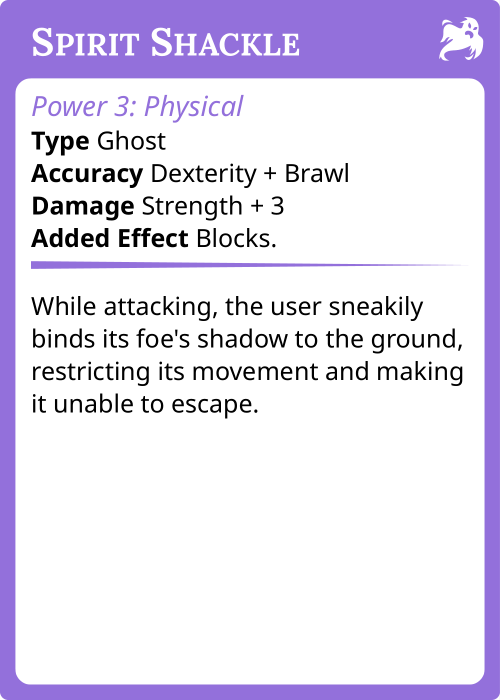 Spirit Shackle
Power 3: Physical
Type Ghost
Accuracy Dexterity + Brawl
Damage Strength + 3
Added Effect Blocks.
While attacking, the user sneakily
binds its foe's shadow to the ground,
restricting its movement and making
it unable to escape.